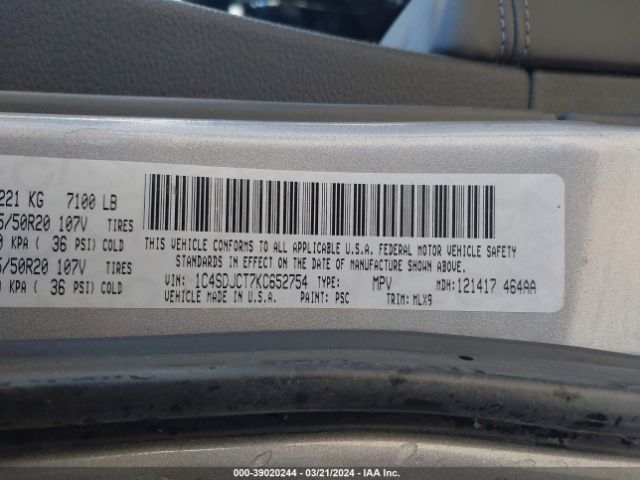 221 KG 7100 LB
/50R20 107V TIRES
KPA ( 36 PSI) COLD
/50R20 107V TIRES
KPA ( 36 PSI) COLD
THIS VEHICLE CONFORMS TO ALL APPLICABLE U.S.A. FEDERAL MOTOR VEHICLE SAFETY
STANDARDS IN EFFECT ON THE DATE OF MANUFACTURE SHOWN ABOVE.
VIN: 1C4SDJCT7KC652754 TYPE: MPV MDH: 121417 464AA
VEHICLE MADE IN U.S.A. PAINT: PSC TRIM: MLX9
000-39020244 — 03/21/2024 — IAA Inc.